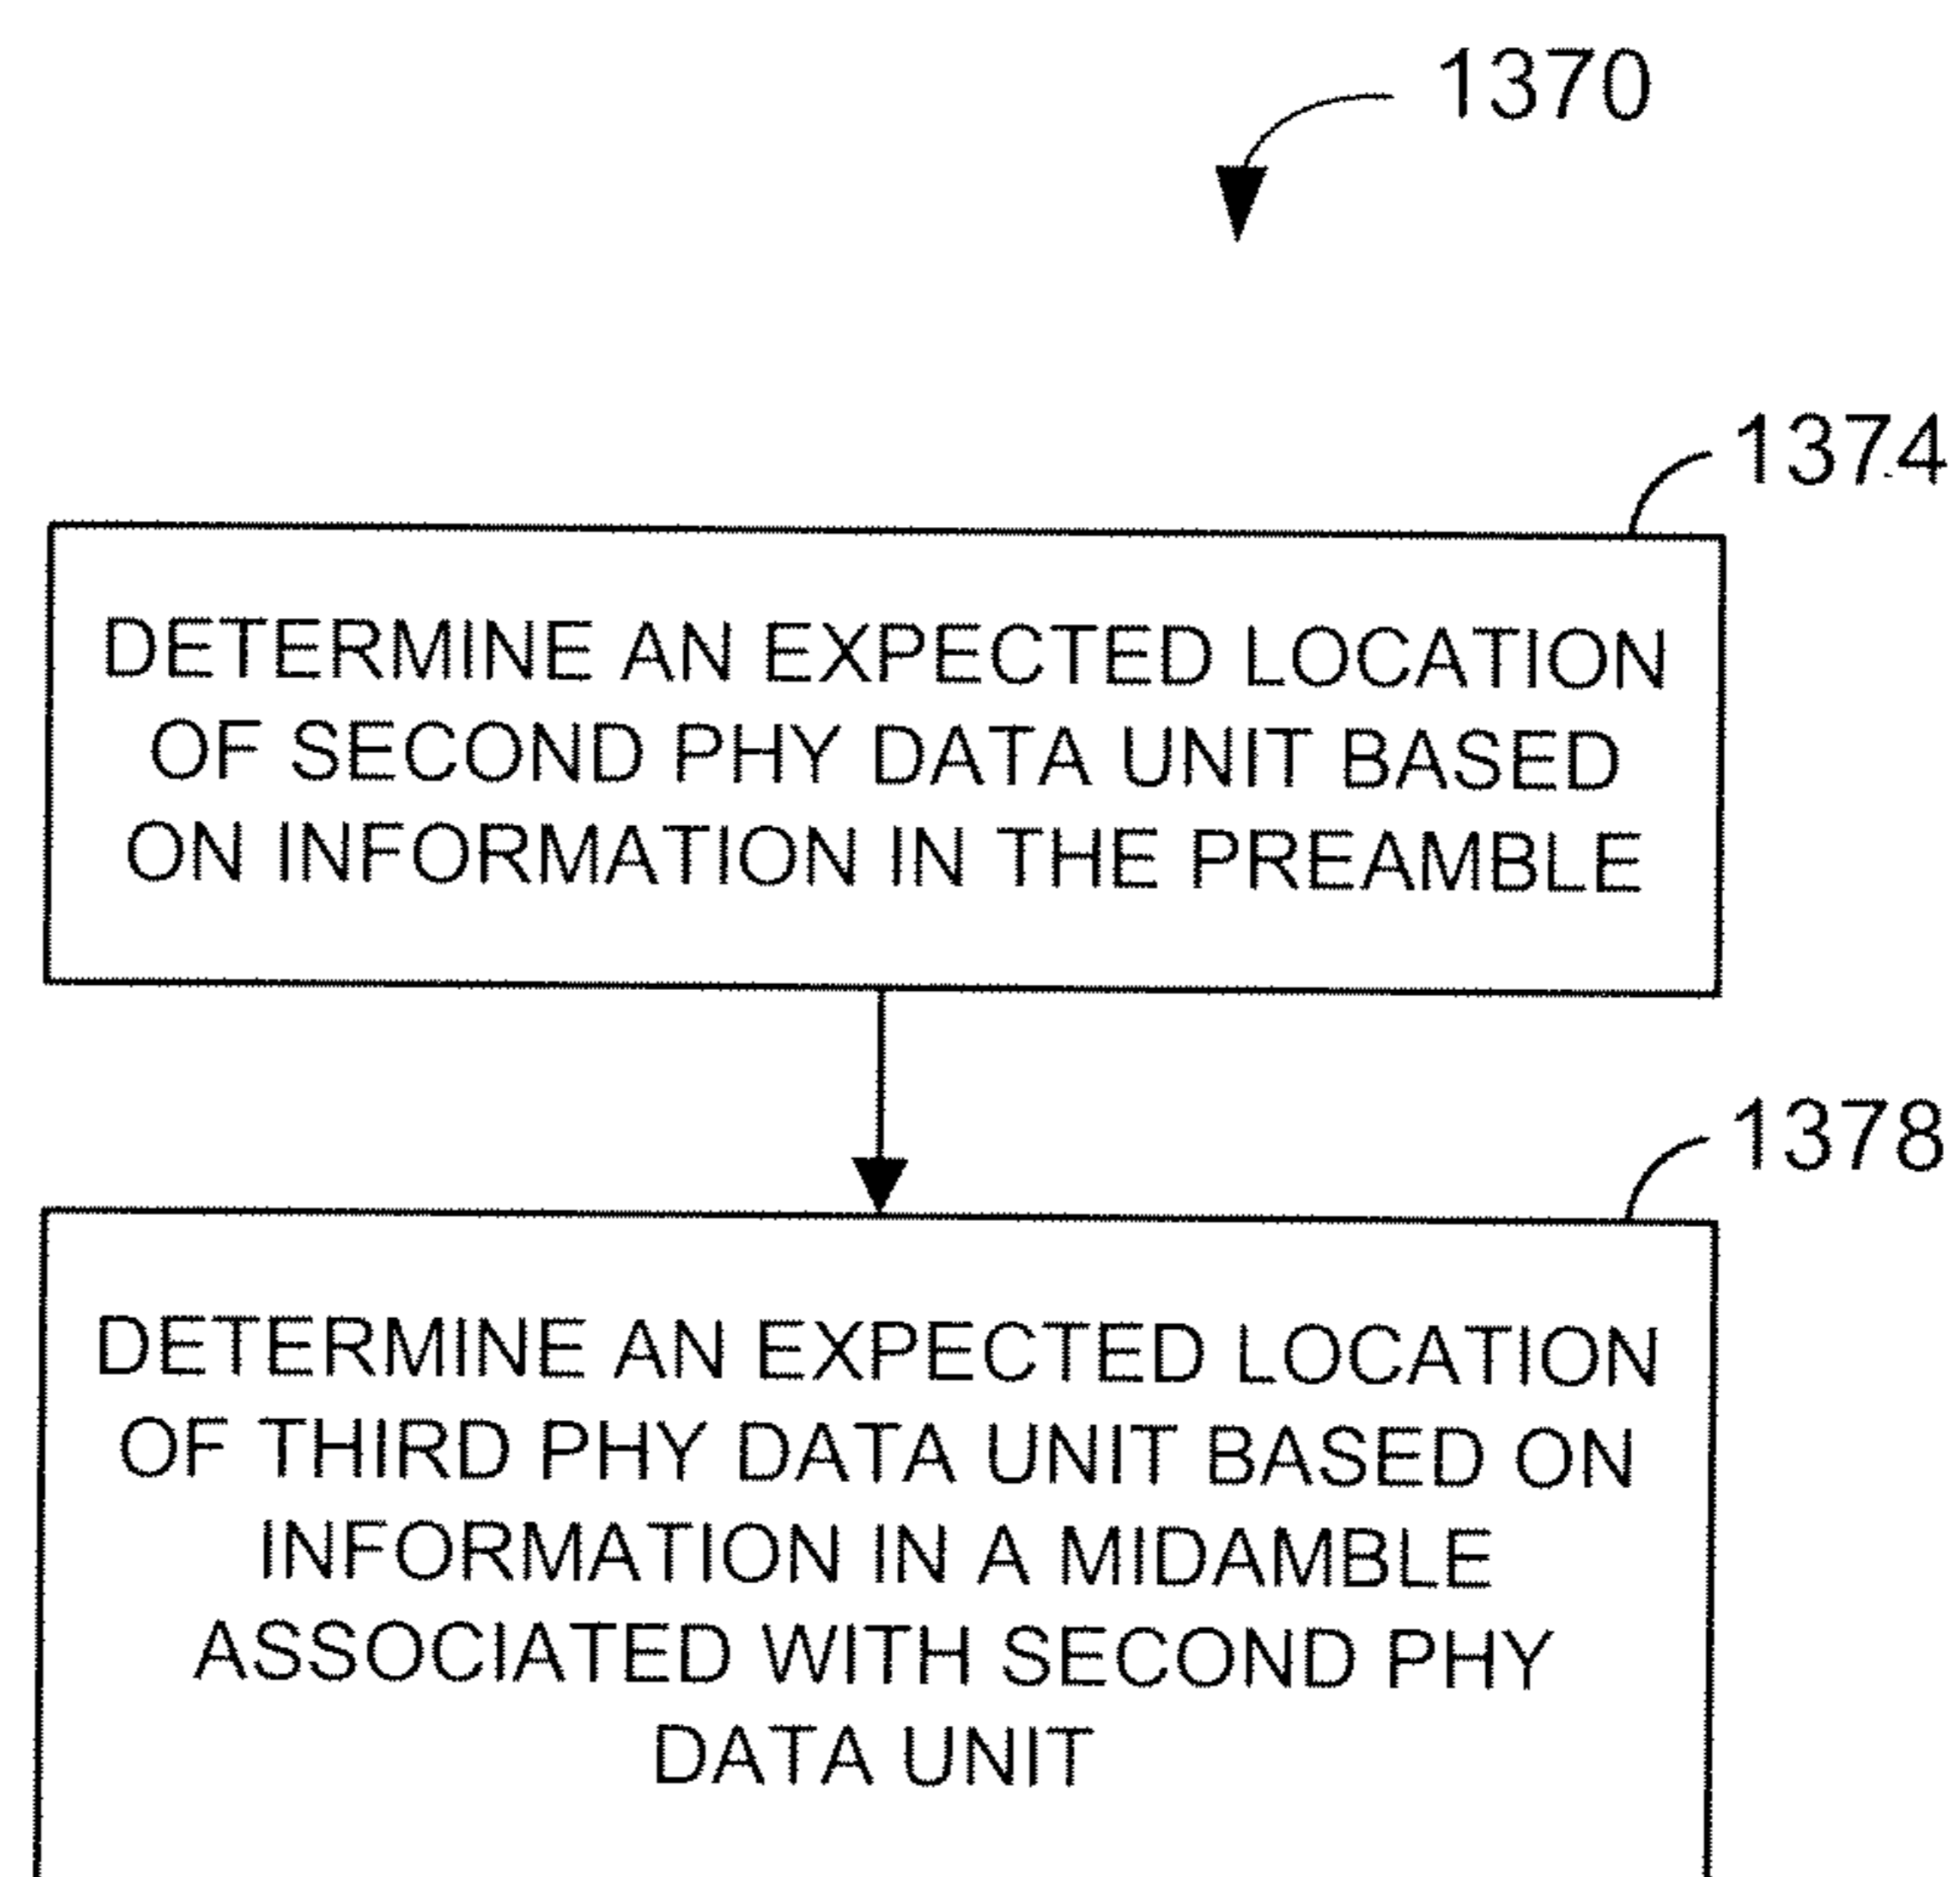 1370
1374
DETERMINE AN EXPECTED LOCATION
OF SECOND PHY DATA UNIT BASED
ON INFORMATION IN THE PREAMBLE
1378
DETERMINE AN EXPECTED LOCATION
OF THIRD PHY DATA UNIT BASED ON
INFORMATION IN A MIDAMBLE
ASSOCIATED WITH SECOND PHY
DATA UNIT